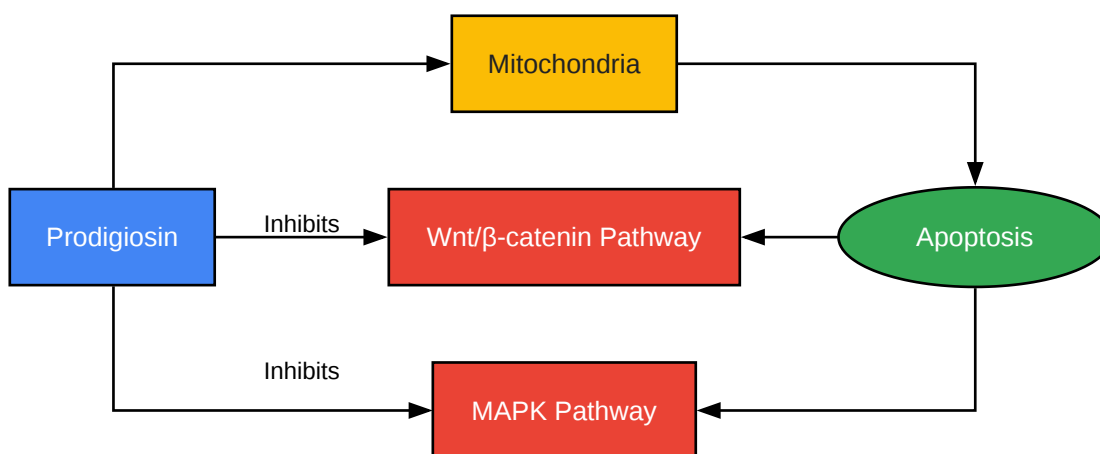 Mitochondria
Prodigiosin
Inhibits
Wnt/β-catenin Pathway
Apoptosis
Inhibits
MAPK Pathway